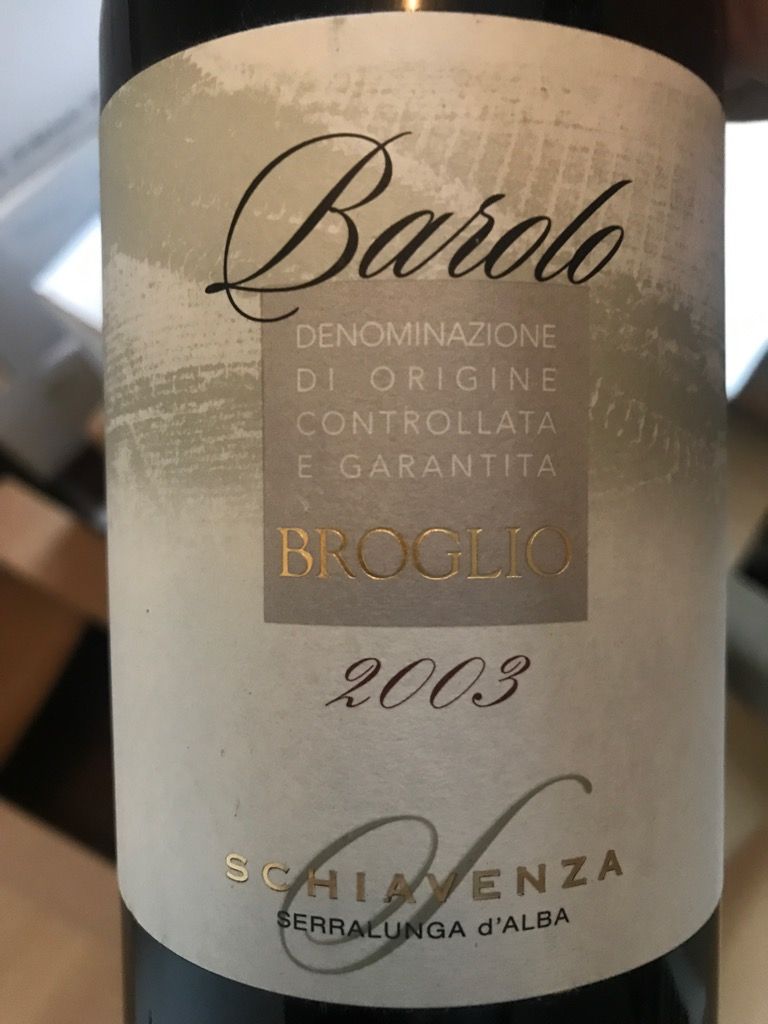 Barolo
DENOMINAZIONE
DI ORIGINE
CONTROLLATA
E GARANTITA
BROGLIO
2003
S
SCHIAVENZA
SERRALUNGA d'ALBA